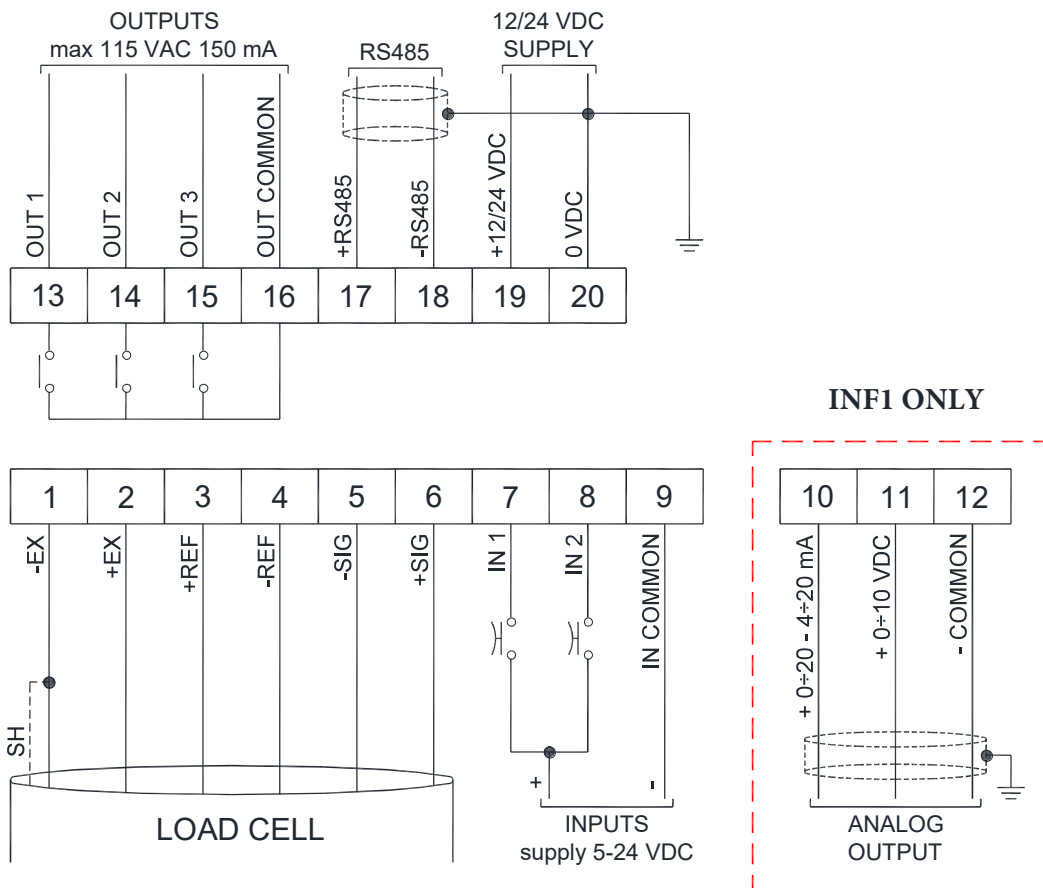 OUTPUTS
max 115 VAC 150 mA
RS485
12/24 VDC
SUPPLY
OUT 1
OUT 2
OUT 3
OUT COMMON
+RS485
-RS485
+12/24 VDC
0 VDC
13
14
15
16
17
18
19
20
INF1 ONLY
1
2
3
4
5
6
7
8
9
10
11
12
-EX
+EX
+REF
-REF
-SIG
+SIG
IN 1
IN 2
IN COMMON
+ 0÷20 - 4÷20 mA
+ 0÷10 VDC
- COMMON
SH
+
-
LOAD CELL
INPUTS
supply 5-24 VDC
ANALOG
OUTPUT